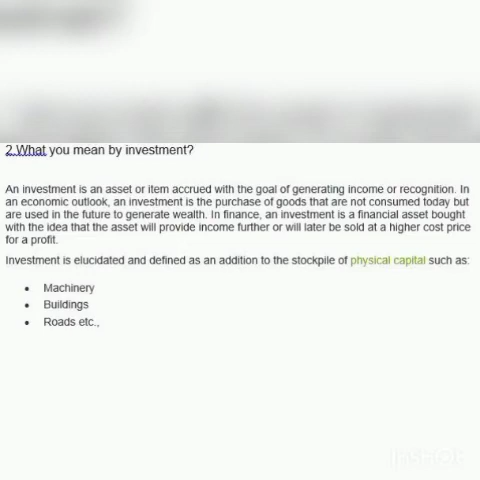 2.What you mean by investment?
An investment is an asset or item accrued with the goal of generating income or recognition. In
an economic outlook, an investment is the purchase of goods that are not consumed today but
are used in the future to generate wealth. In finance, an investment is a financial asset bought
with the idea that the asset will provide income further or will later be sold at a higher cost price
for a profit.
Investment is elucidated and defined as an addition to the stockpile of physical capital such as:
• Machinery
• Buildings
• Roads etc.,